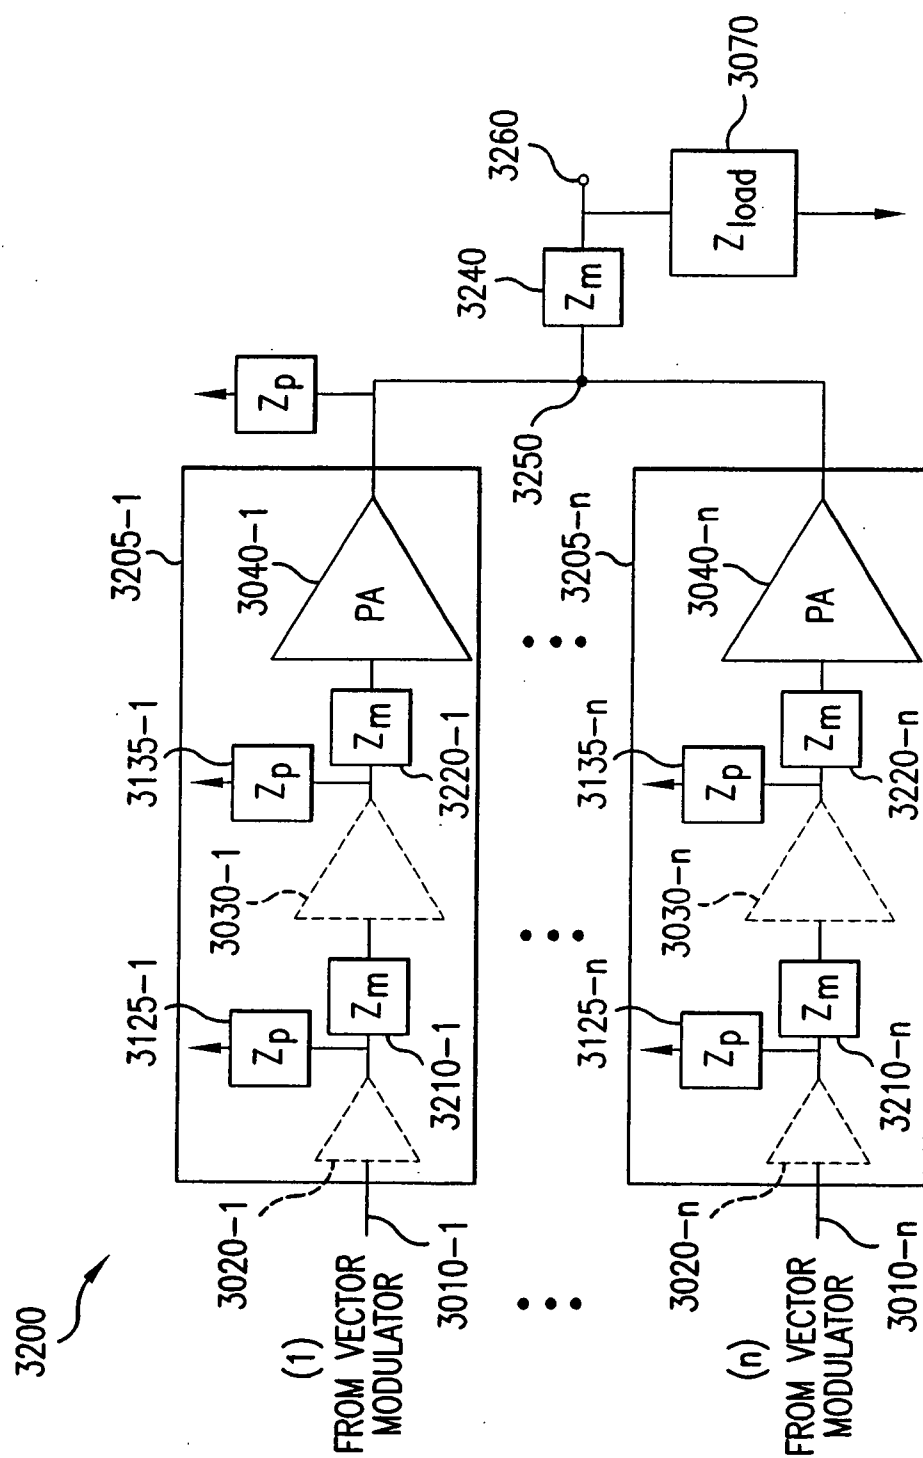 3200
3205-1
3125-1
3135-1
3040-1
3020-1
3030-1
Zp
Zp
Zp
Zm
Zm
PA
3210-1
3220-1
3010-1
(1)
FROM VECTOR
MODULATOR
3250
3240
Zm
3260
Zload
3070
3205-n
3125-n
3135-n
3040-n
3020-n
3030-n
Zp
Zp
Zm
Zm
PA
3210-n
3220-n
3010-n
(n)
FROM VECTOR
MODULATOR